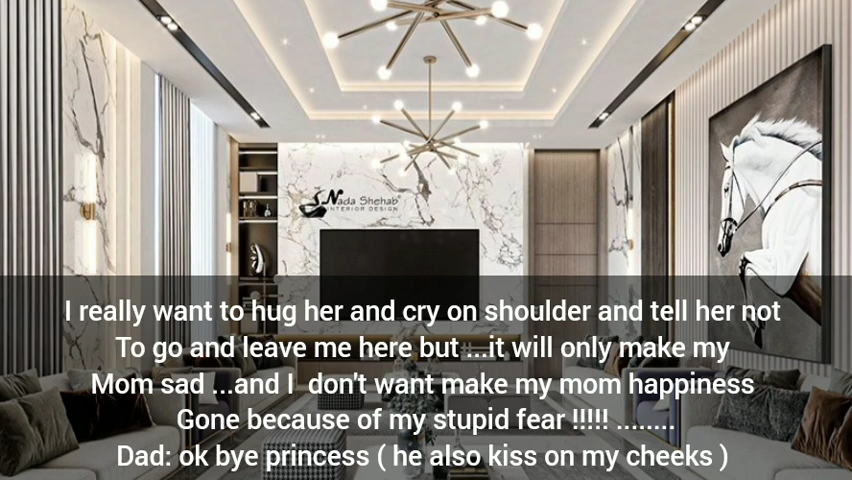 Nada Shehab
INTERIOR DESIGN
I really want to hug her and cry on shoulder and tell her not
To go and leave me here but ...it will only make my
Mom sad ...and I don't want make my mom happiness
Gone because of my stupid fear !!!!! ........
Dad: ok bye princess ( he also kiss on my cheeks )